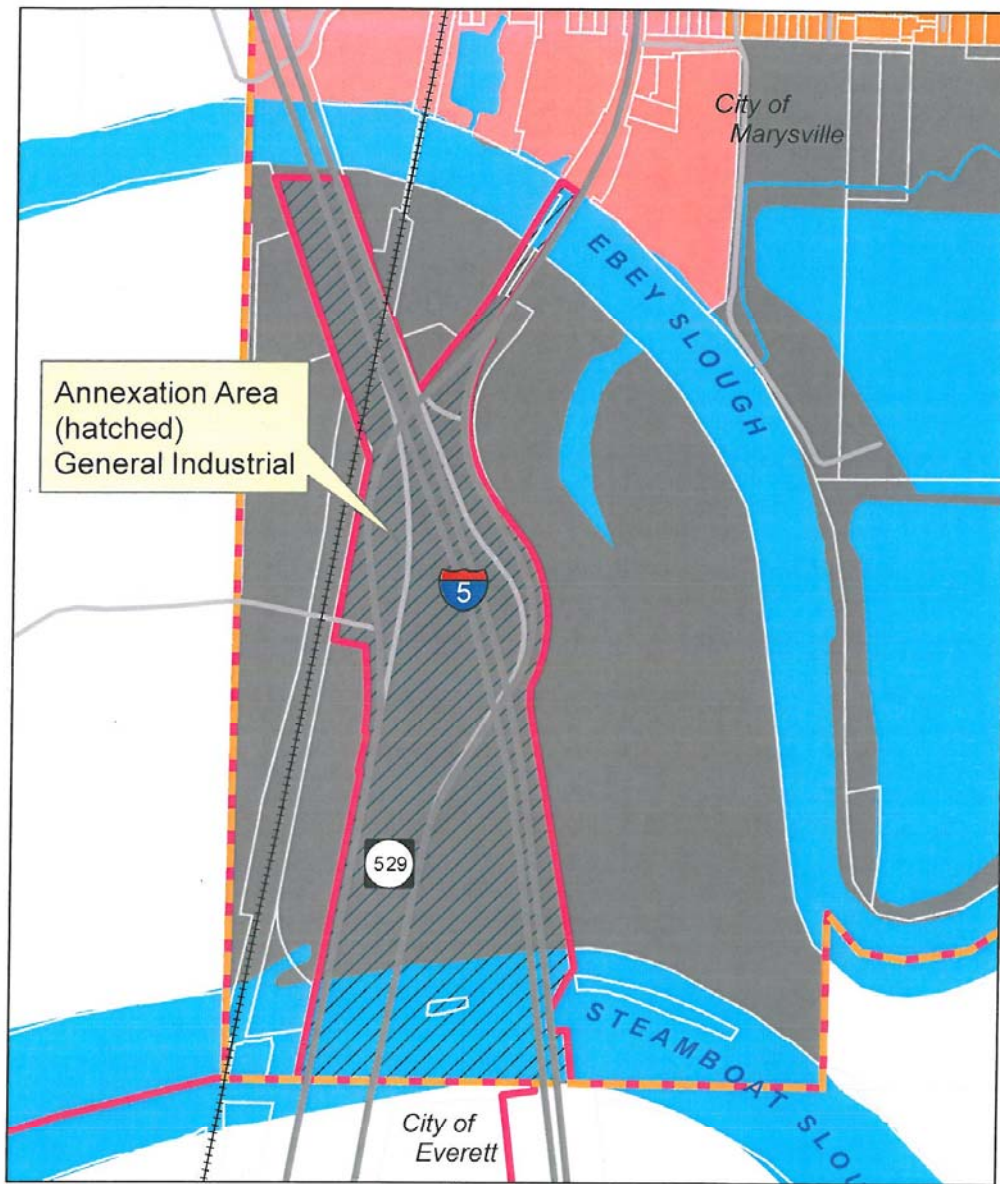 City of
Marysville
EBEY SLOUGH
Annexation Area
(hatched)
General Industrial
5
529
STEAMBOAT SLOU
City of
Everett